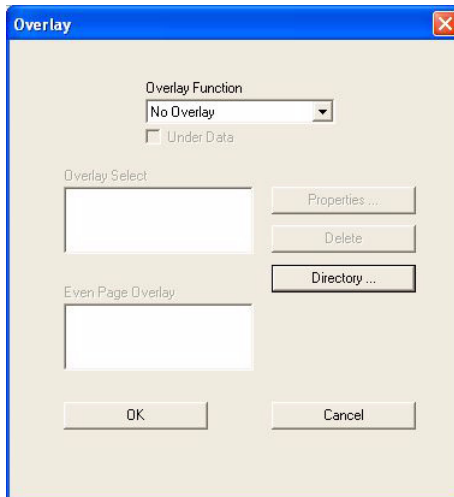 Overlay
Overlay Function
No Overlay
Under Data
Overlay Select
Properties ...
Delete
Directory ...
Even Page Overlay
OK
Cancel